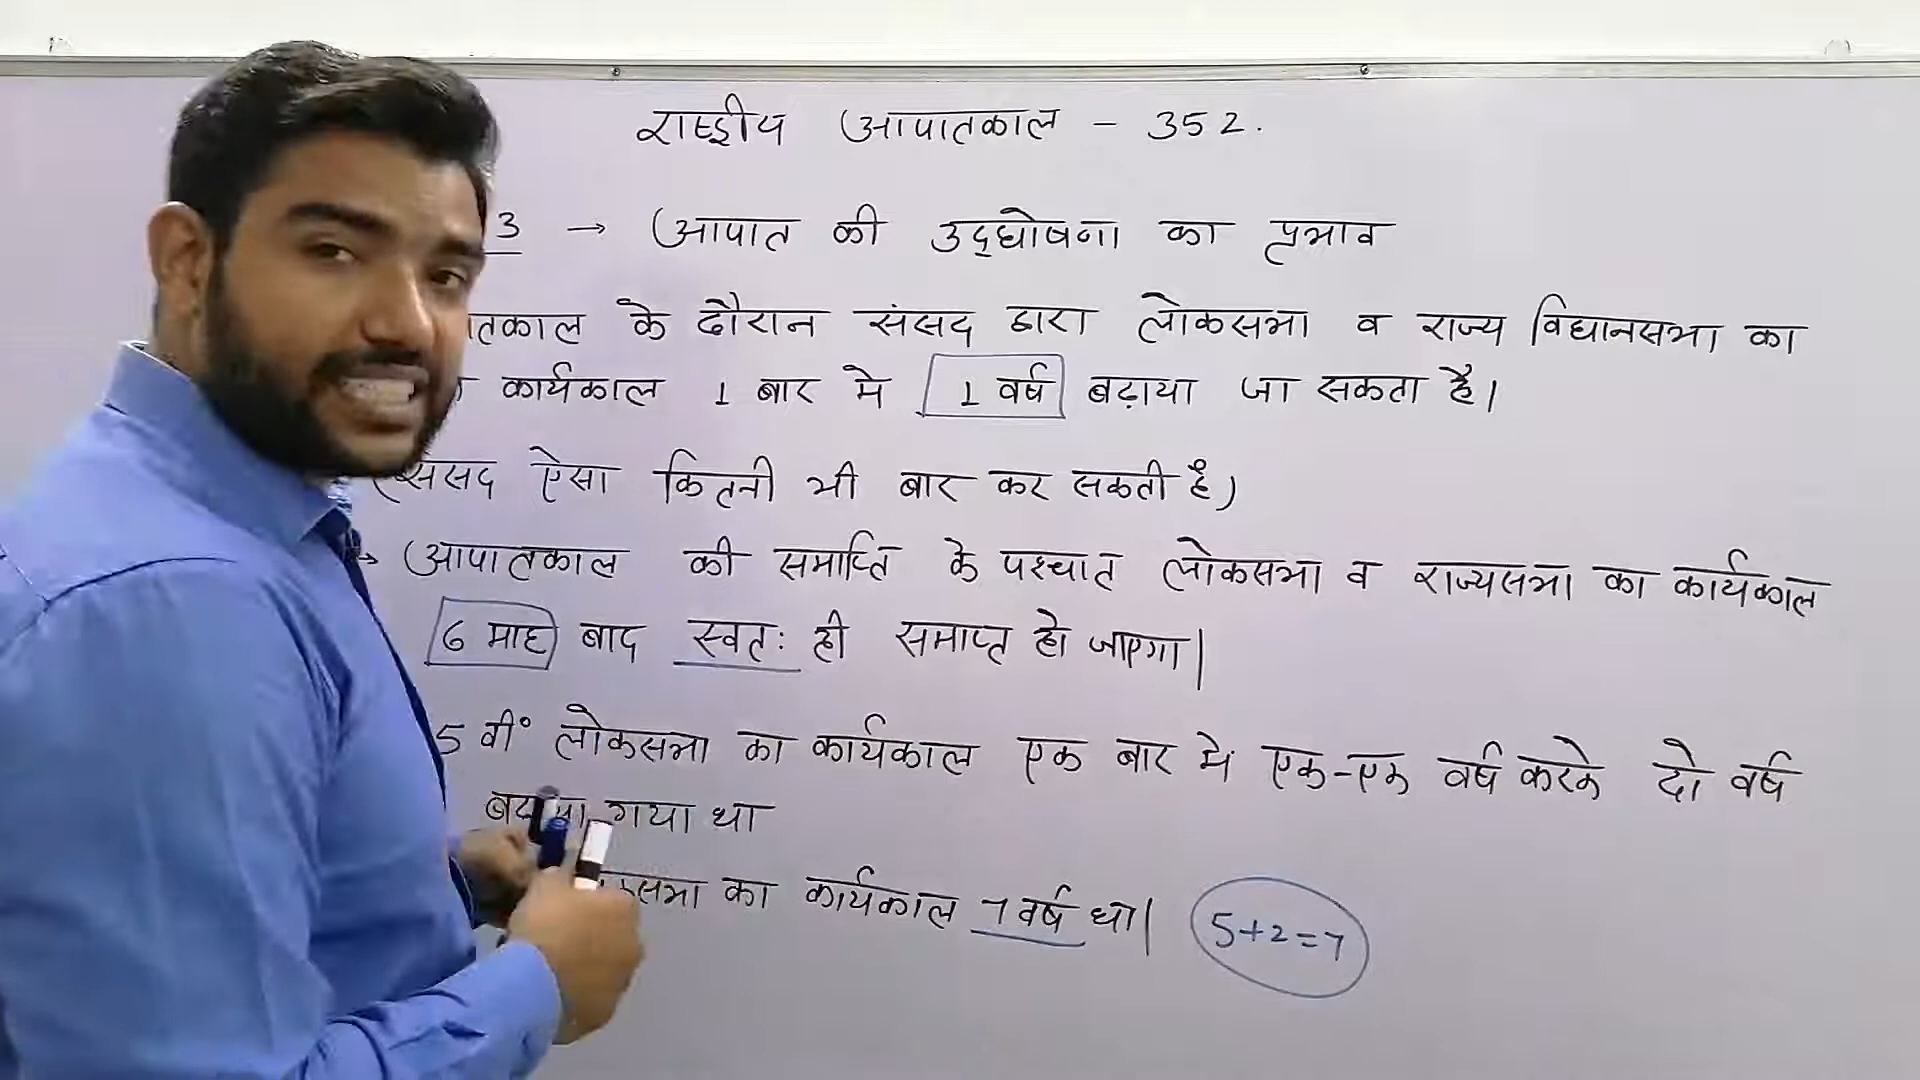 राष्ट्रीय आपातकाल - 352.
3 → आपात की उद्घोषणा का प्रभाव
तकाल के दौरान संसद द्वारा लोकसभा व राज्य विधानसभा का
कार्यकाल 1 बार मे 1 वर्ष बढ़ाया जा सकता है।
(संसद ऐसा कितनी भी बार कर सकती है)
→ आपातकाल की समाप्ति के पश्चात लोकसभा व राज्यसभा का कार्यकाल
6 माह बाद स्वतः ही समाप्त हो जाएगा।
5 वीं लोकसभा का कार्यकाल एक बार में एक-एक वर्ष करके दो वर्ष
गया था
कसभा का कार्यकाल 7 वर्ष था। 5+2=7